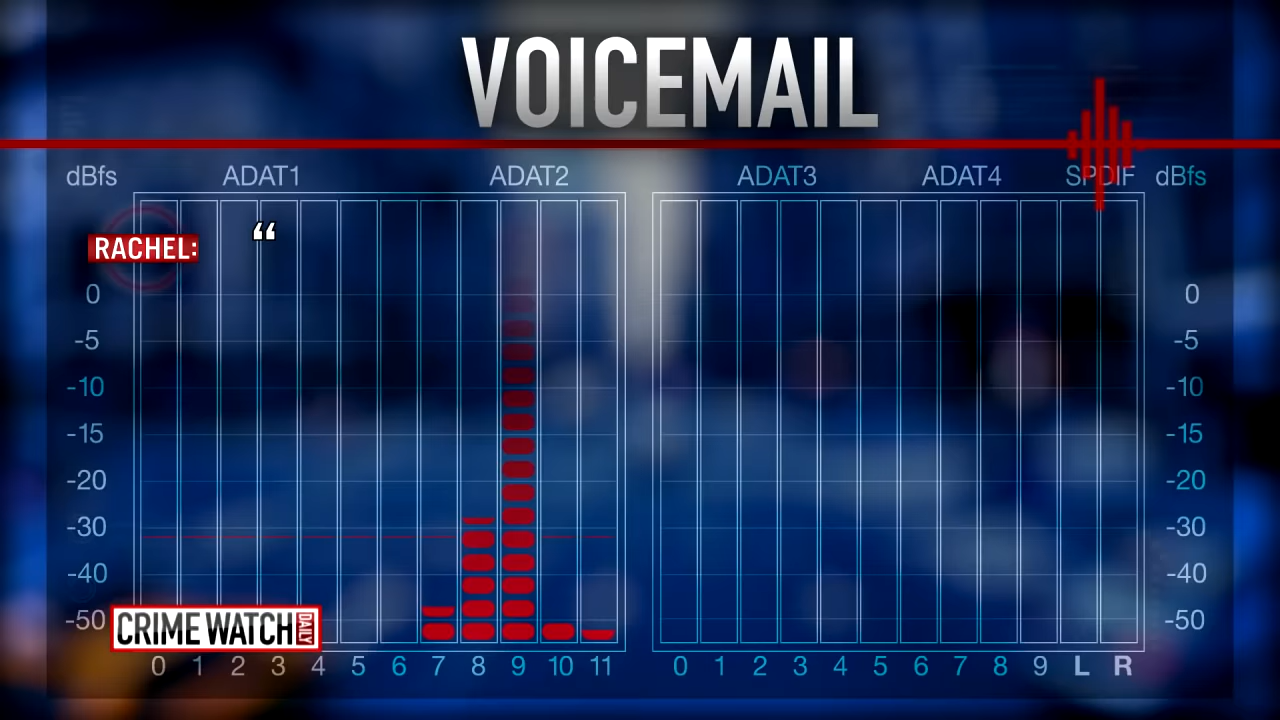 VOICEMAIL
dBfs ADAT1 ADAT2 ADAT3 ADAT4 SPDIF dBfs
RACHEL: “
0 0
-5 -5
-10 -10
-15 -15
-20 -20
-30 -30
-40 -40
-50 -50
CRIME WATCH DAILY
0 1 2 3 4 5 6 7 8 9 10 11 0 1 2 3 4 5 6 7 8 9 L R